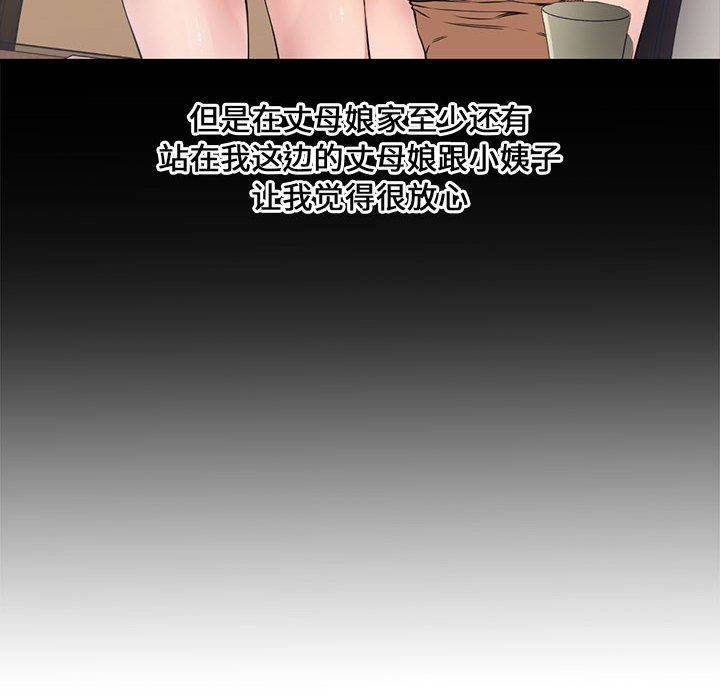 但是在丈母娘家至少还有
站在我这边的丈母娘跟小姨子
让我觉得很放心